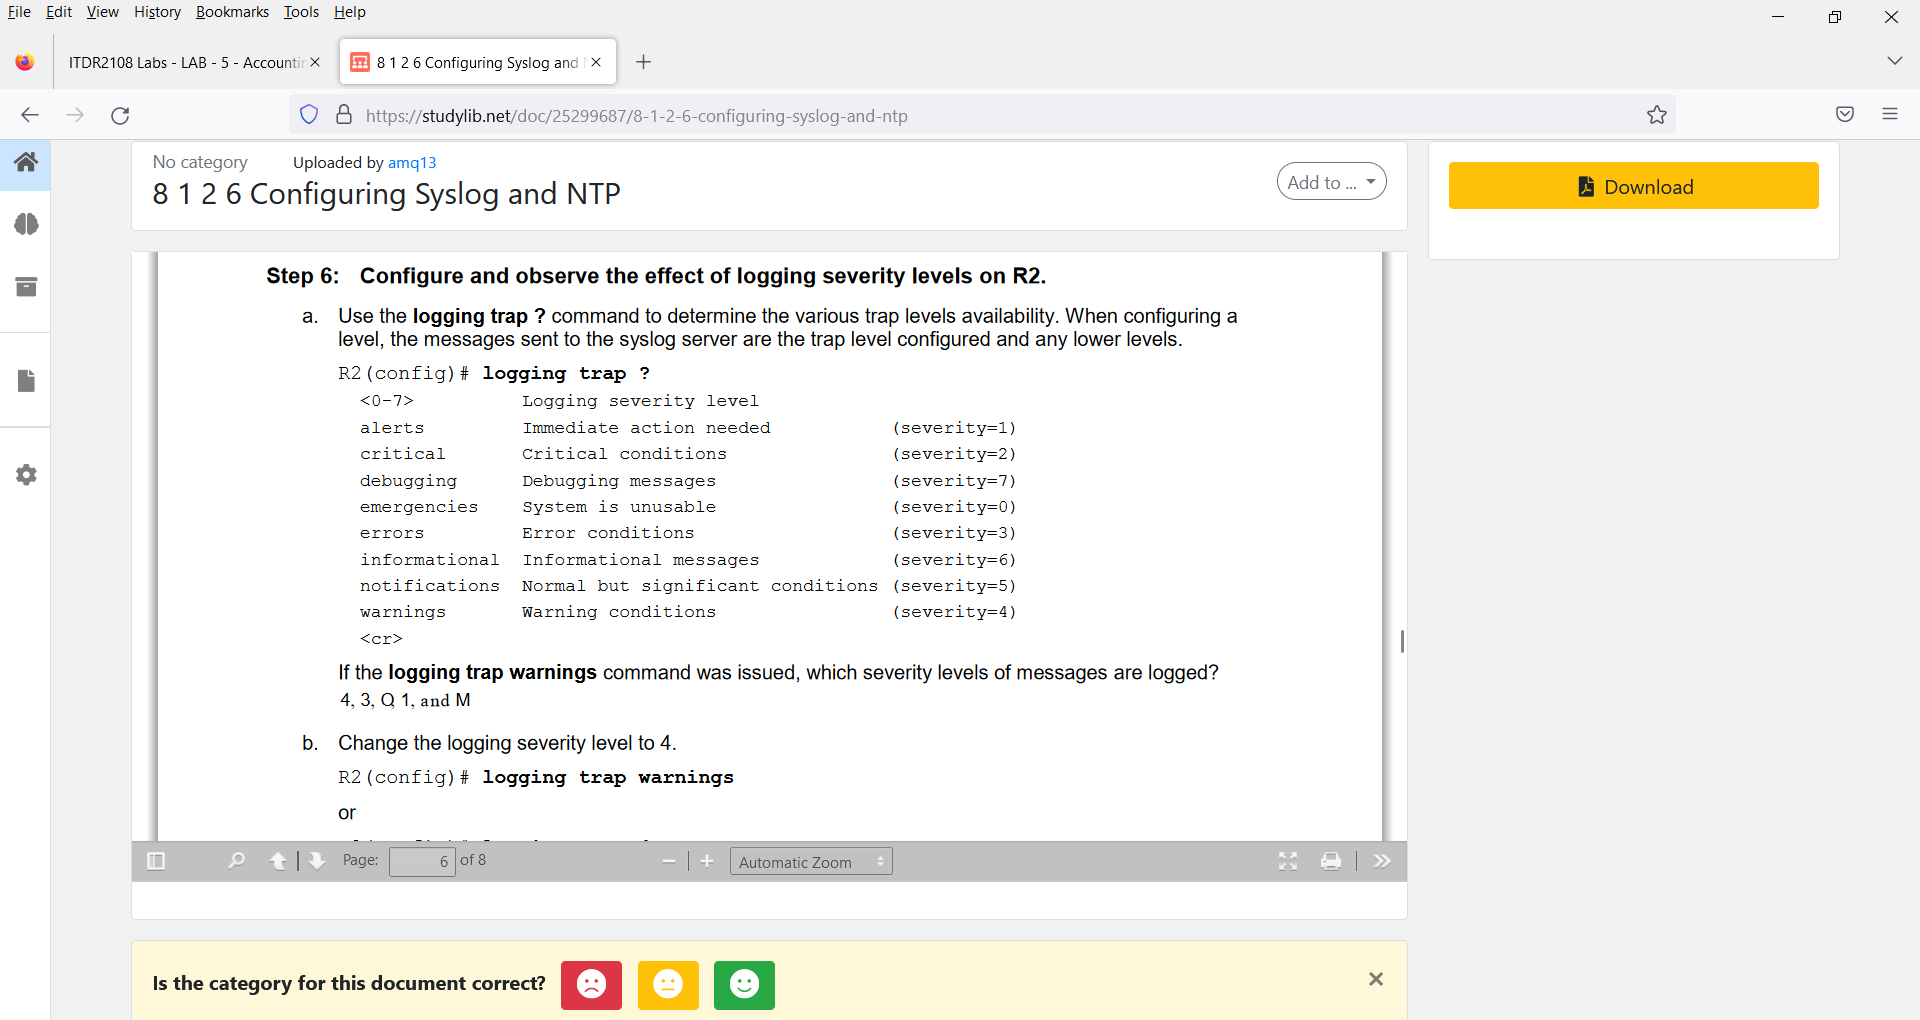 File Edit View History Bookmarks Tools Help
ITDR2108 Labs - LAB - 5 - Accountin
8 1 2 6 Configuring Syslog and
https://studylib.net/doc/25299687/8-1-2-6-configuring-syslog-and-ntp
No category Uploaded by amq13
8 1 2 6 Configuring Syslog and NTP
Add to ...
Download
Step 6: Configure and observe the effect of logging severity levels on R2.
a. Use the logging trap ? command to determine the various trap levels availability. When configuring a
level, the messages sent to the syslog server are the trap level configured and any lower levels.
R2(config)# logging trap ?
<0-7> Logging severity level
alerts Immediate action needed (severity=1)
critical Critical conditions (severity=2)
debugging Debugging messages (severity=7)
emergencies System is unusable (severity=0)
errors Error conditions (severity=3)
informational Informational messages (severity=6)
notifications Normal but significant conditions (severity=5)
warnings Warning conditions (severity=4)
<cr>
If the logging trap warnings command was issued, which severity levels of messages are logged?
4, 3, Q 1, and M
b. Change the logging severity level to 4.
R2(config)# logging trap warnings
or
Page: 6 of 8
Automatic Zoom
Is the category for this document correct?